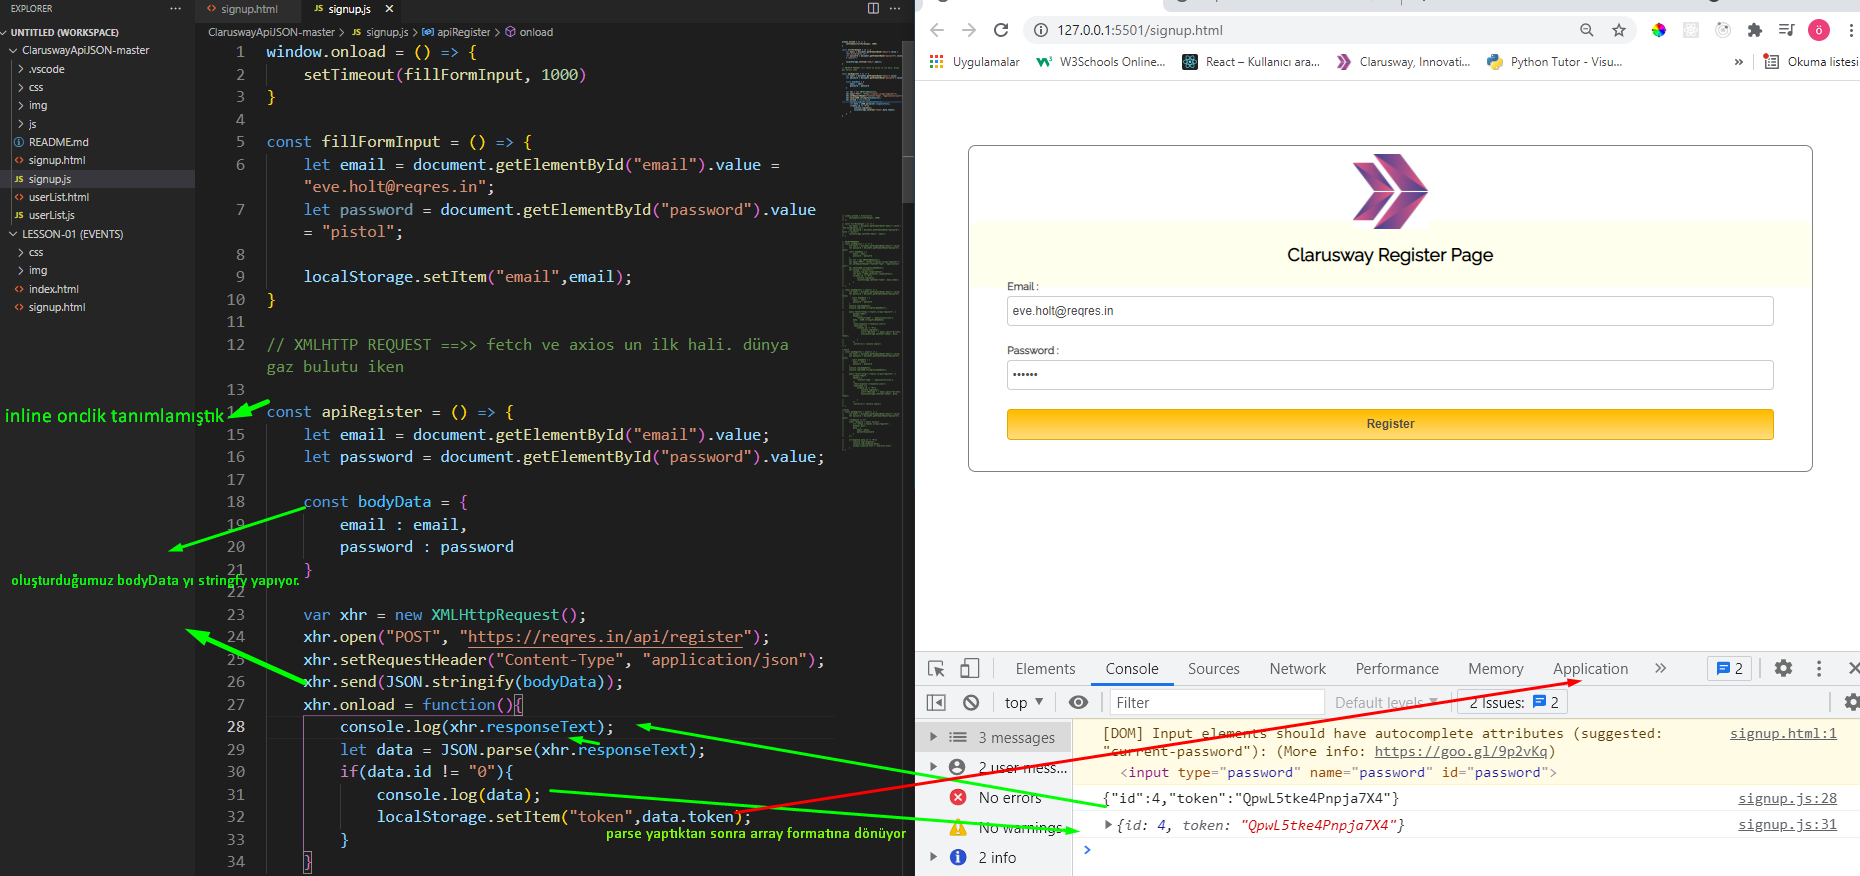 EXPLORER
UNTITLED (WORKSPACE)
ClaruswayApiJSON-master
.vscode
css
img
js
README.md
signup.html
signup.js
userList.html
userList.js
LESSON-01 (EVENTS)
css
img
index.html
signup.html
signup.html
signup.js
ClaruswayApiJSON-master > signup.js > apiRegister > onload
1 window.onload = () => {
2 setTimeout(fillFormInput, 1000)
3 }
4
5 const fillFormInput = () => {
6 let email = document.getElementById("email").value =
"eve.holt@reqres.in";
7 let password = document.getElementById("password").value
= "pistol";
8
9 localStorage.setItem("email",email);
10 }
11
12 // XMLHTTP REQUEST ==>> fetch ve axios un ilk hali. dünya
gaz bulutu iken
13
inline onclik tanımlamıştık
const apiRegister = () => {
15 let email = document.getElementById("email").value;
16 let password = document.getElementById("password").value;
17
18 const bodyData = {
19 email : email,
20 password : password
21 }
oluşturduğumuz bodyData yı stringfy yapıyor.
22
23 var xhr = new XMLHttpRequest();
24 xhr.open("POST", "https://reqres.in/api/register");
25 xhr.setRequestHeader("Content-Type", "application/json");
26 xhr.send(JSON.stringify(bodyData));
27 xhr.onload = function(){
28 console.log(xhr.responseText);
29 let data = JSON.parse(xhr.responseText);
30 if(data.id != "0"){
31 console.log(data);
32 localStorage.setItem("token",data.token);
parse yaptıktan sonra array formatına dönüyor
33 }
34 }
127.0.0.1:5501/signup.html
ö
Uygulamalar
W3Schools Online...
React – Kullanıcı ara...
Clarusway, Innovati...
Python Tutor - Visu...
»
Okuma listesi
Clarusway Register Page
Email :
eve.holt@reqres.in
Password :
••••••
Register
Elements Console Sources Network Performance Memory Application » 2
top Filter Default levels 2 Issues: 2
3 messages
2 user mess...
No errors
No warnings
2 info
[DOM] Input elements should have autocomplete attributes (suggested: signup.html:1
"current-password"): (More info: https://goo.gl/9p2vKq)
<input type="password" name="password" id="password">
{"id":4,"token":"QpwL5tke4Pnpja7X4"} signup.js:28
{id: 4, token: "QpwL5tke4Pnpja7X4"} signup.js:31